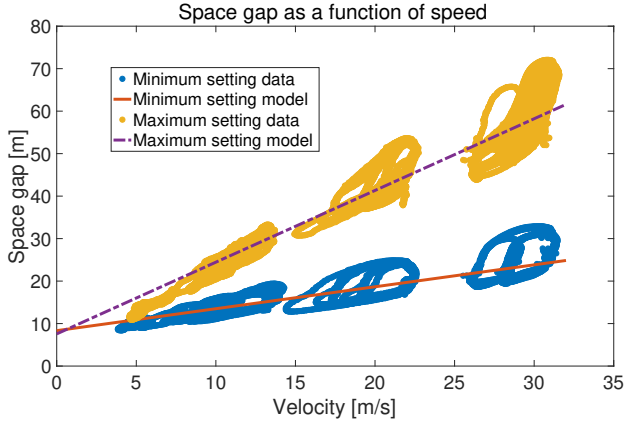 Space gap as a function of speed
80
70
60
50
40
30
20
10
0
Space gap [m]
Minimum setting data
Minimum setting model
Maximum setting data
Maximum setting model
0 5 10 15 20 25 30 35
Velocity [m/s]